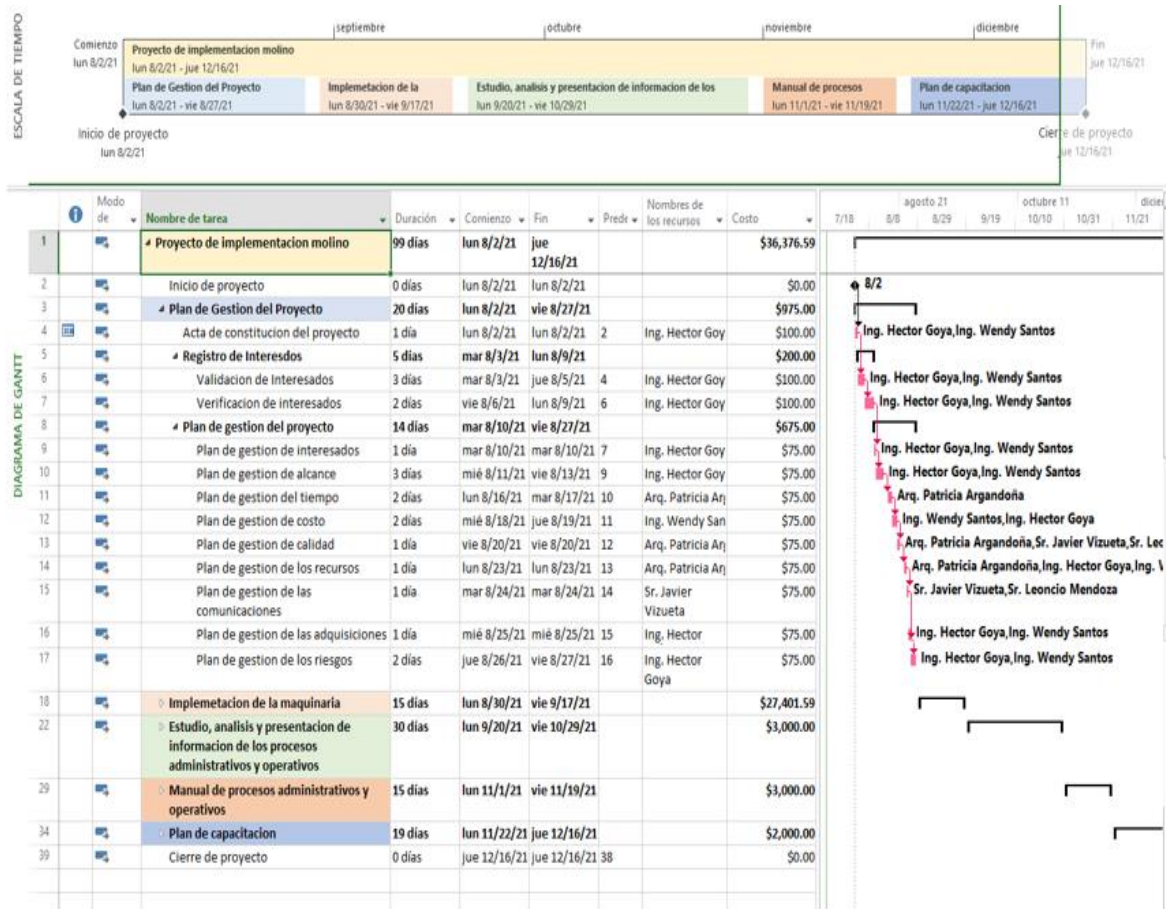 ESCALA DE TIEMPO
septiembre octubre noviembre diciembre
Comienzo
lun 8/2/21
Proyecto de implementacion molino
lun 8/2/21 - jue 12/16/21
Fin
jue 12/16/21
Plan de Gestion del Proyecto
lun 8/2/21 - vie 8/27/21
Implemetacion de la
lun 8/30/21 - vie 9/17/21
Estudio, analisis y presentacion de informacion de los
lun 9/20/21 - vie 10/29/21
Manual de procesos
lun 11/1/21 - vie 11/19/21
Plan de capacitacion
lun 11/22/21 - jue 12/16/21
Inicio de proyecto
lun 8/2/21
Cierre de proyecto
jue 12/16/21
DIAGRAMA DE GANTT
Modo de Nombre de tarea Duración Comienzo Fin Prede Nombres de los recursos Costo
agosto 21 octubre 11 dicie
7/18 8/8 8/29 9/19 10/10 10/31 11/21
1 Proyecto de implementacion molino 99 días lun 8/2/21 jue 12/16/21 $36,376.59
2 Inicio de proyecto 0 días lun 8/2/21 lun 8/2/21 $0.00 8/2
3 Plan de Gestion del Proyecto 20 días lun 8/2/21 vie 8/27/21 $975.00
4 Acta de constitucion del proyecto 1 día lun 8/2/21 lun 8/2/21 2 Ing. Hector Goy $100.00 Ing. Hector Goya,Ing. Wendy Santos
5 Registro de Interesdos 5 días mar 8/3/21 lun 8/9/21 $200.00
6 Validacion de Interesados 3 días mar 8/3/21 jue 8/5/21 4 Ing. Hector Goy $100.00 Ing. Hector Goya,Ing. Wendy Santos
7 Verificacion de interesados 2 días vie 8/6/21 lun 8/9/21 6 Ing. Hector Goy $100.00 Ing. Hector Goya,Ing. Wendy Santos
8 Plan de gestion del proyecto 14 días mar 8/10/21 vie 8/27/21 $675.00
9 Plan de gestion de interesados 1 día mar 8/10/21 mar 8/10/21 7 Ing. Hector Goy $75.00 Ing. Hector Goya,Ing. Wendy Santos
10 Plan de gestion de alcance 3 días mié 8/11/21 vie 8/13/21 9 Ing. Hector Goy $75.00 Ing. Hector Goya,Ing. Wendy Santos
11 Plan de gestion del tiempo 2 días lun 8/16/21 mar 8/17/21 10 Arq. Patricia Arg $75.00 Arq. Patricia Argandoña
12 Plan de gestion de costo 2 días mié 8/18/21 jue 8/19/21 11 Ing. Wendy San $75.00 Ing. Wendy Santos,Ing. Hector Goya
13 Plan de gestion de calidad 1 día vie 8/20/21 vie 8/20/21 12 Arq. Patricia Arg $75.00 Arq. Patricia Argandoña,Sr. Javier Vizueta,Sr. Leo
14 Plan de gestion de los recursos 1 día lun 8/23/21 lun 8/23/21 13 Arq. Patricia Arg $75.00 Arq. Patricia Argandoña,Ing. Hector Goya,Ing. W
15 Plan de gestion de las comunicaciones 1 día mar 8/24/21 mar 8/24/21 14 Sr. Javier Vizueta $75.00 Sr. Javier Vizueta,Sr. Leoncio Mendoza
16 Plan de gestion de las adquisiciones 1 día mié 8/25/21 mié 8/25/21 15 Ing. Hector $75.00 Ing. Hector Goya,Ing. Wendy Santos
17 Plan de gestion de los riesgos 2 días jue 8/26/21 vie 8/27/21 16 Ing. Hector Goya $75.00 Ing. Hector Goya,Ing. Wendy Santos
18 Implemetacion de la maquinaria 15 días lun 8/30/21 vie 9/17/21 $27,401.59
22 Estudio, analisis y presentacion de informacion de los procesos administrativos y operativos 30 días lun 9/20/21 vie 10/29/21 $3,000.00
29 Manual de procesos administrativos y operativos 15 días lun 11/1/21 vie 11/19/21 $3,000.00
34 Plan de capacitacion 19 días lun 11/22/21 jue 12/16/21 $2,000.00
39 Cierre de proyecto 0 días jue 12/16/21 jue 12/16/21 38 $0.00